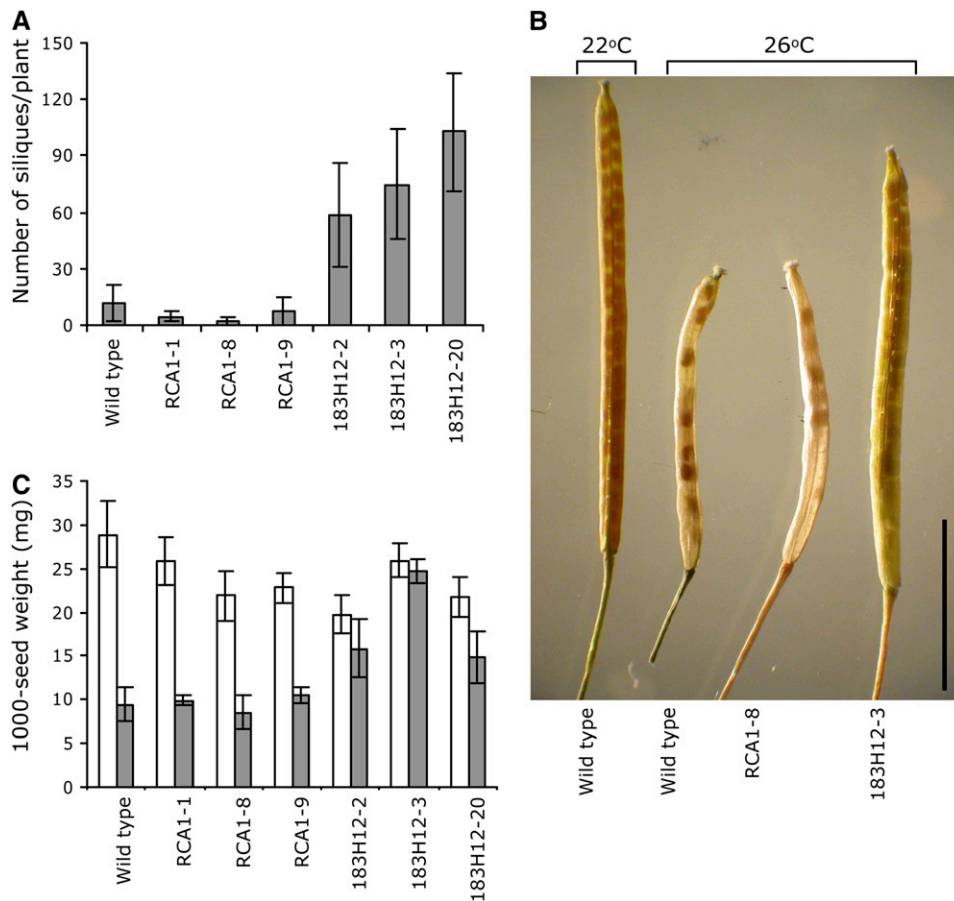 A
Number of siliques/plant
150
120
90
60
30
0
Wild type
RCA1-1
RCA1-8
RCA1-9
183H12-2
183H12-3
183H12-20
B
22°C
26°C
Wild type
Wild type
RCA1-8
183H12-3
C
1000-seed weight (mg)
35
30
25
20
15
10
5
0
Wild type
RCA1-1
RCA1-8
RCA1-9
183H12-2
183H12-3
183H12-20